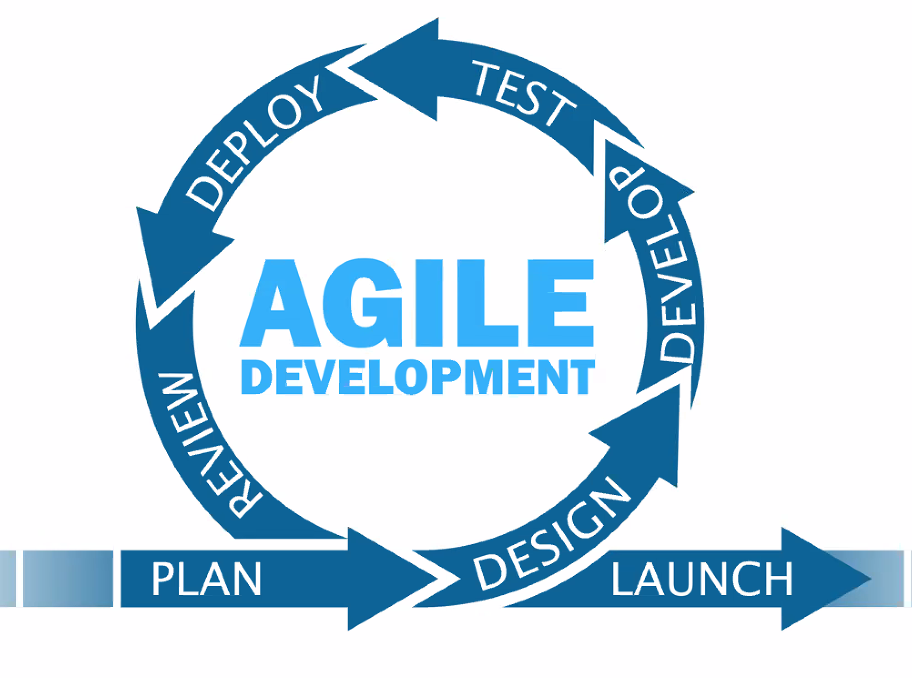 TEST
DEPLOY
DEVELOP
AGILE
DEVELOPMENT
REVIEW
DESIGN
PLAN
LAUNCH